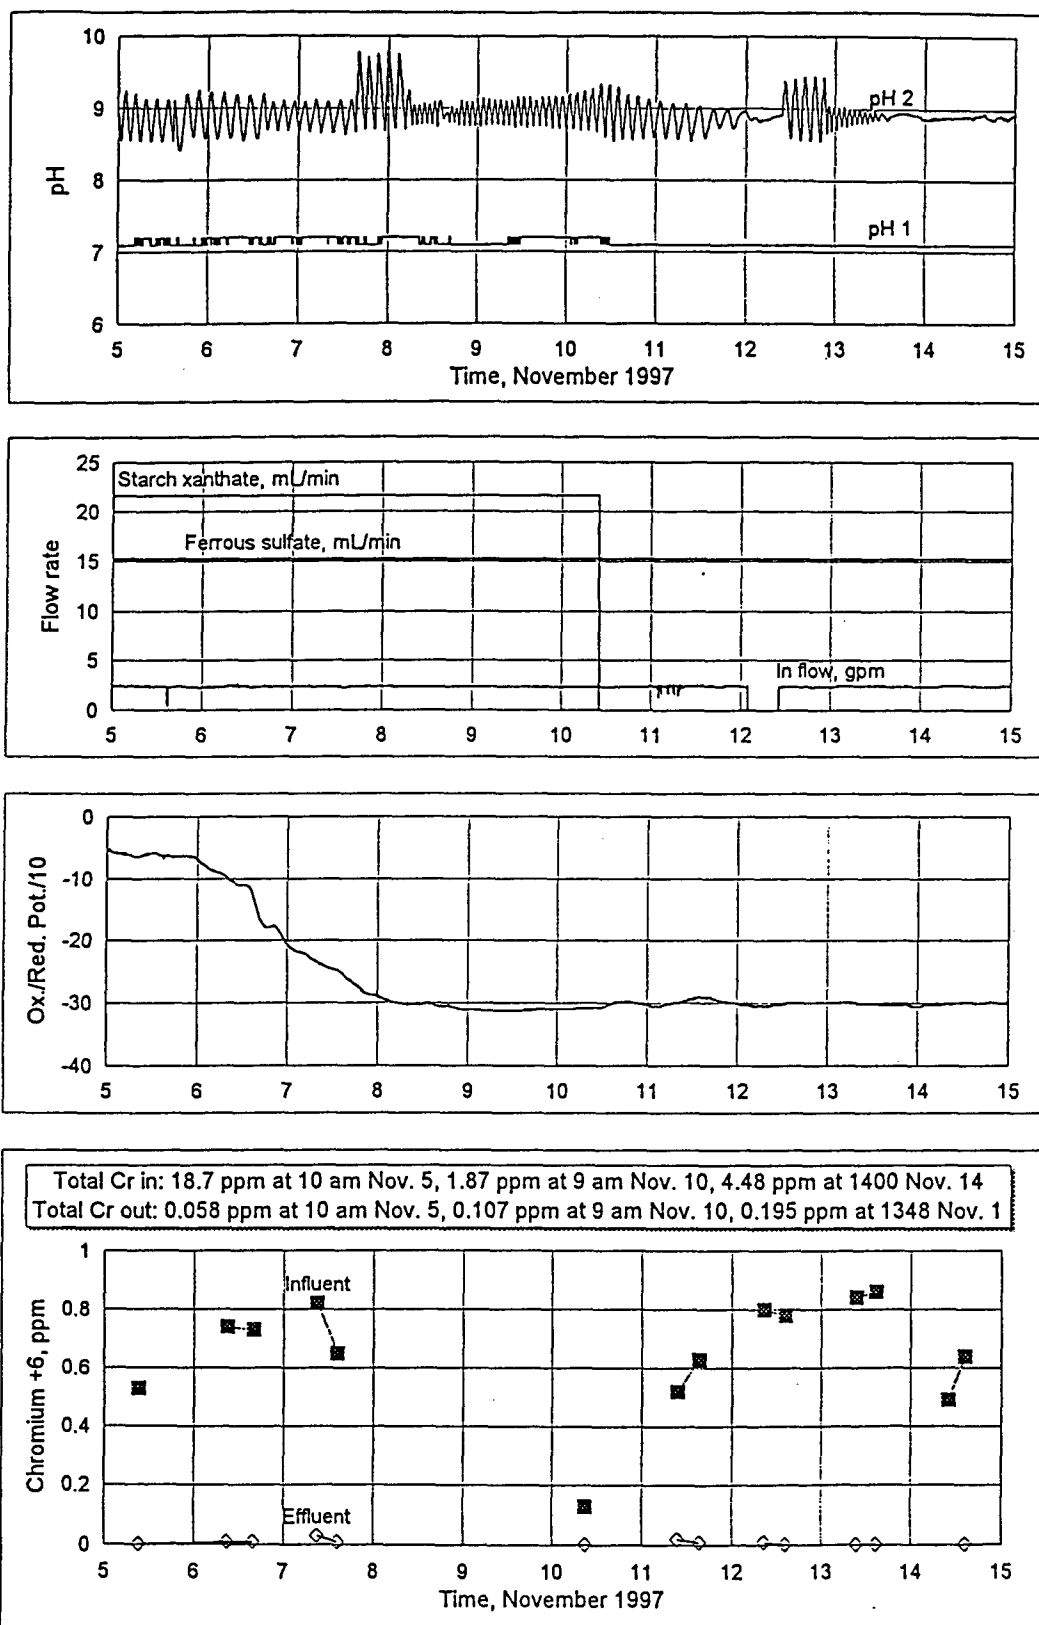 10
9
8
7
6
pH
pH 2
pH 1
5 6 7 8 9 10 11 12 13 14 15
Time, November 1997
25
20
15
10
5
0
Flow rate
Starch xanthate, mL/min
Ferrous sulfate, mL/min
In flow, gpm
5 6 7 8 9 10 11 12 13 14 15
0
-10
-20
-30
-40
Ox./Red. Pot./10
5 6 7 8 9 10 11 12 13 14 15
Total Cr in: 18.7 ppm at 10 am Nov. 5, 1.87 ppm at 9 am Nov. 10, 4.48 ppm at 1400 Nov. 14
Total Cr out: 0.058 ppm at 10 am Nov. 5, 0.107 ppm at 9 am Nov. 10, 0.195 ppm at 1348 Nov. 1
1
0.8
0.6
0.4
0.2
0
Chromium +6, ppm
Influent
Effluent
5 6 7 8 9 10 11 12 13 14 15
Time, November 1997